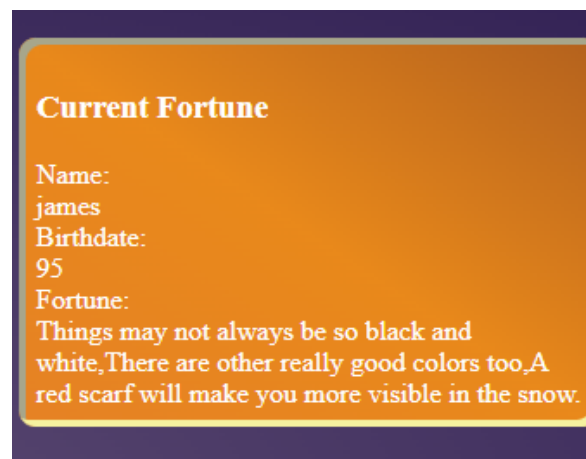 Current Fortune
Name:
james
Birthdate:
95
Fortune:
Things may not always be so black and
white,There are other really good colors too,A
red scarf will make you more visible in the snow.